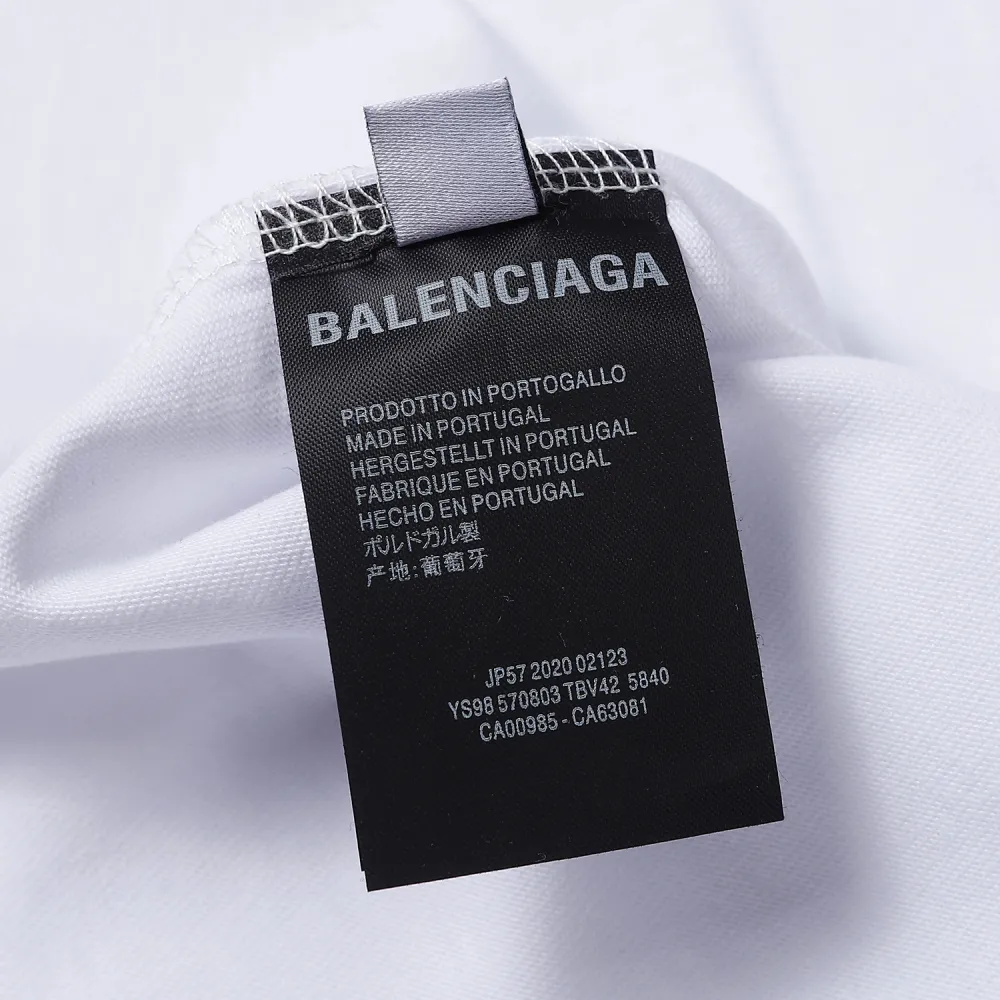 BALENCIAGA
PRODOTTO IN PORTOGALLO
MADE IN PORTUGAL
HERGESTELLT IN PORTUGAL
FABRIQUE EN PORTUGAL
HECHO EN PORTUGAL
ポルドガル製
产地:葡萄牙
JP57 2020 02123
YS98 570803 TBV42 5840
CA00985-CA63081